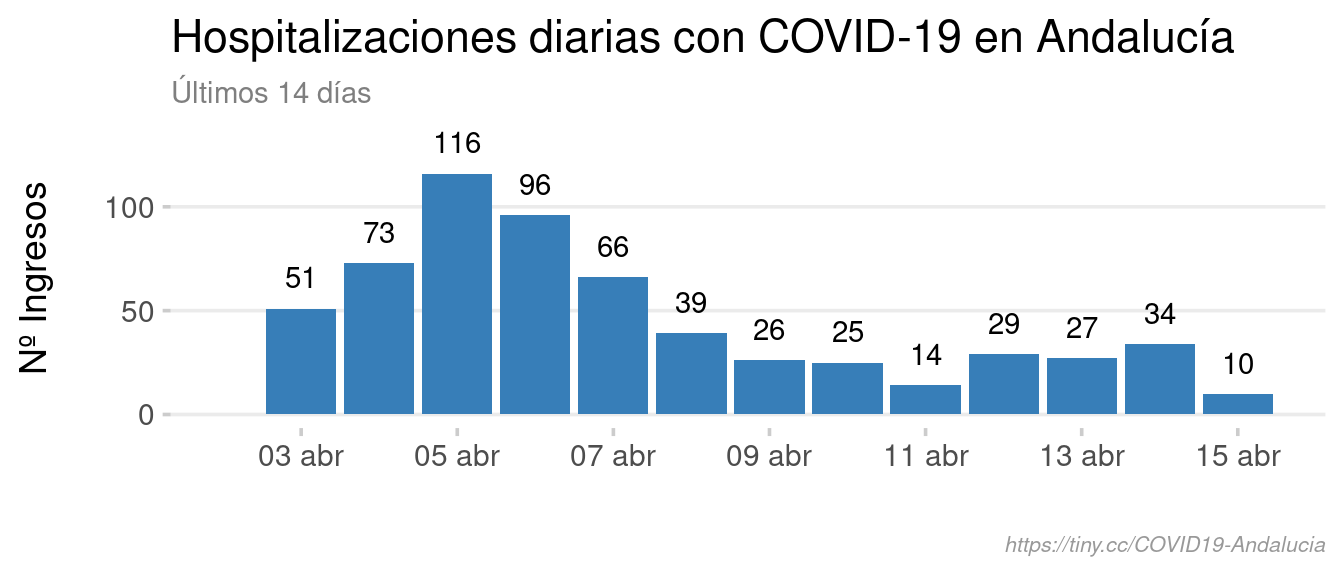 Hospitalizaciones diarias con COVID-19 en Andalucía
Últimos 14 días
Nº Ingresos
100
50
0
51
73
116
96
66
39
26
25
14
29
27
34
10
03 abr
05 abr
07 abr
09 abr
11 abr
13 abr
15 abr
https://tiny.cc/COVID19-Andalucia